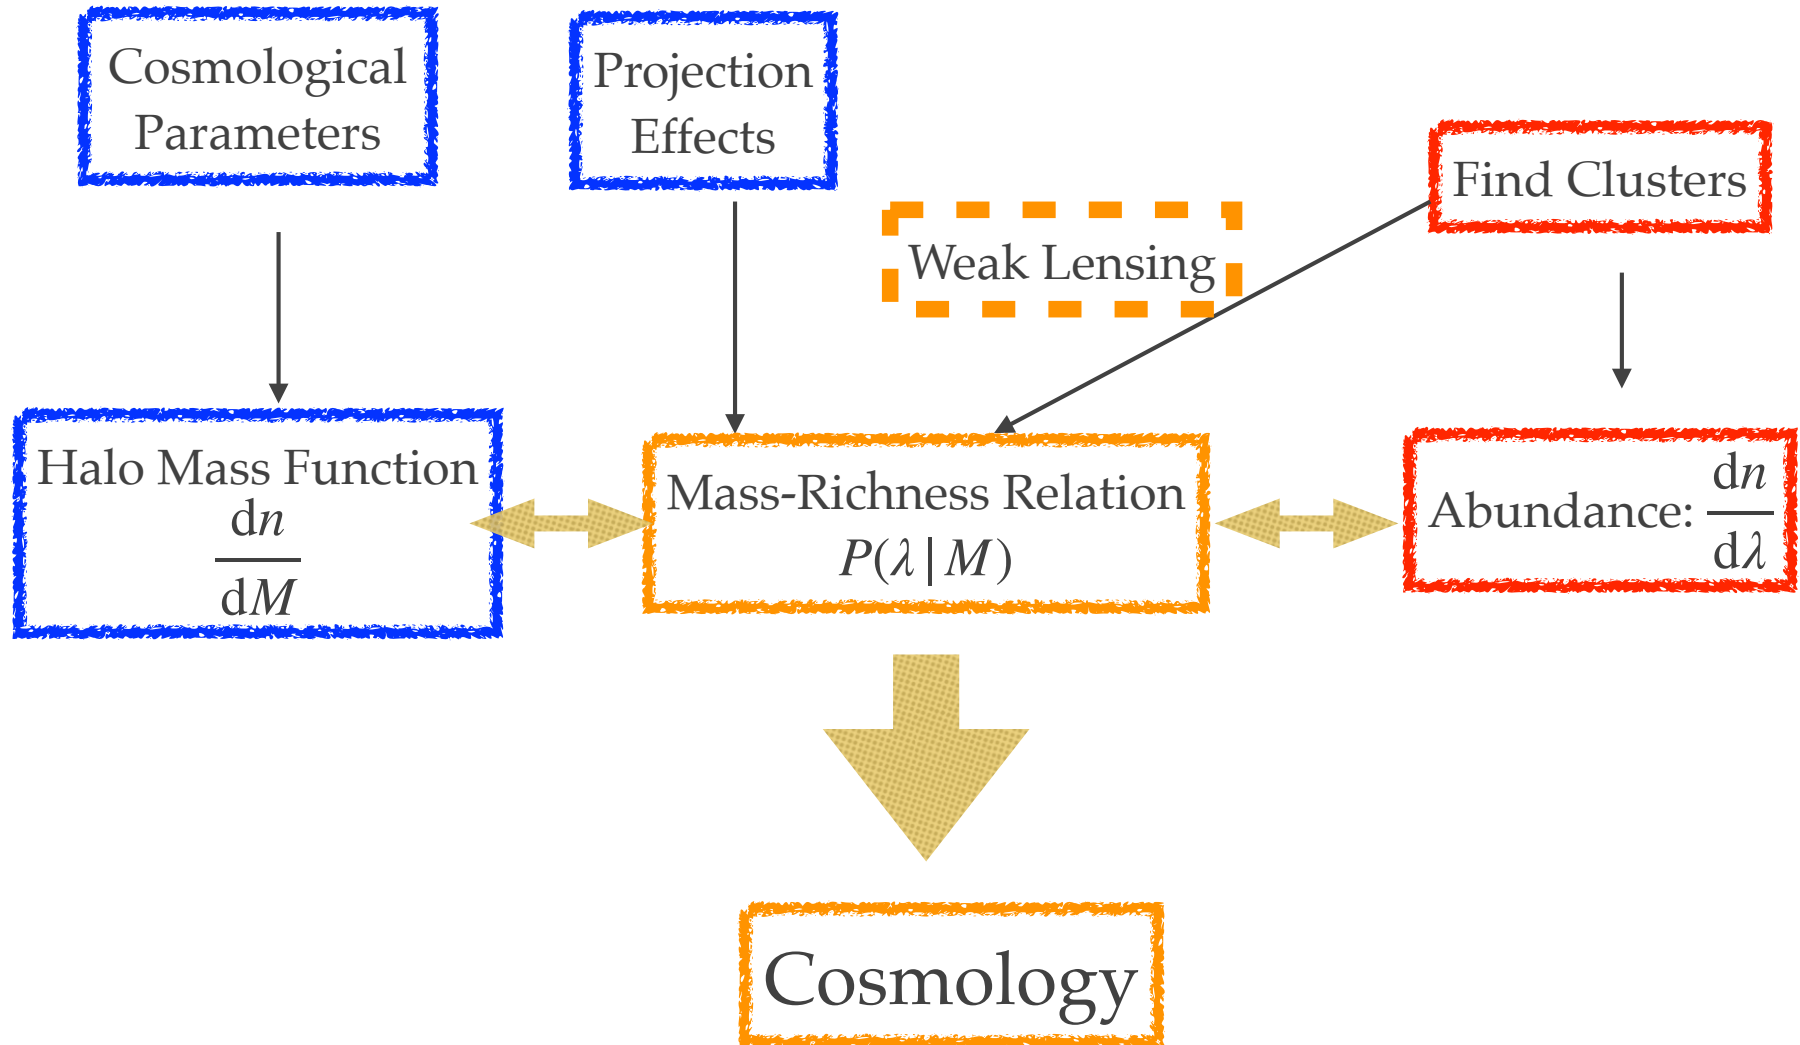 Cosmological
Parameters
Projection
Effects
Find Clusters
Weak Lensing
Halo Mass Function
dn
dM
Mass-Richness Relation
P(λ | M)
Abundance: dn
dλ
Cosmology